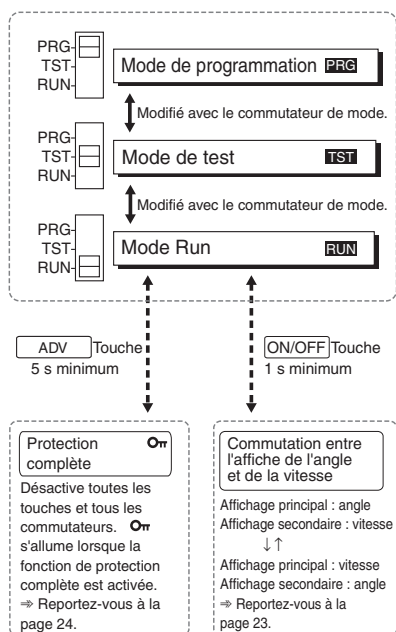 PRG
TST
RUN
Mode de programmation PRG
Modifié avec le commutateur de mode.
PRG
TST
RUN
Mode de test TST
Modifié avec le commutateur de mode.
PRG
TST
RUN
Mode Run RUN
ADV Touche
5 s minimum
ON/OFF Touche
1 s minimum
Protection
complète
Désactive toutes les
touches et tous les
commutateurs.
s'allume lorsque la
fonction de protection
complète est activée.
⇒ Reportez-vous à la
page 24.
Commutation entre
l'affiche de l'angle
et de la vitesse
Affichage principal : angle
Affichage secondaire : vitesse
↓↑
Affichage principal : vitesse
Affichage secondaire : angle
⇒ Reportez-vous à la
page 23.